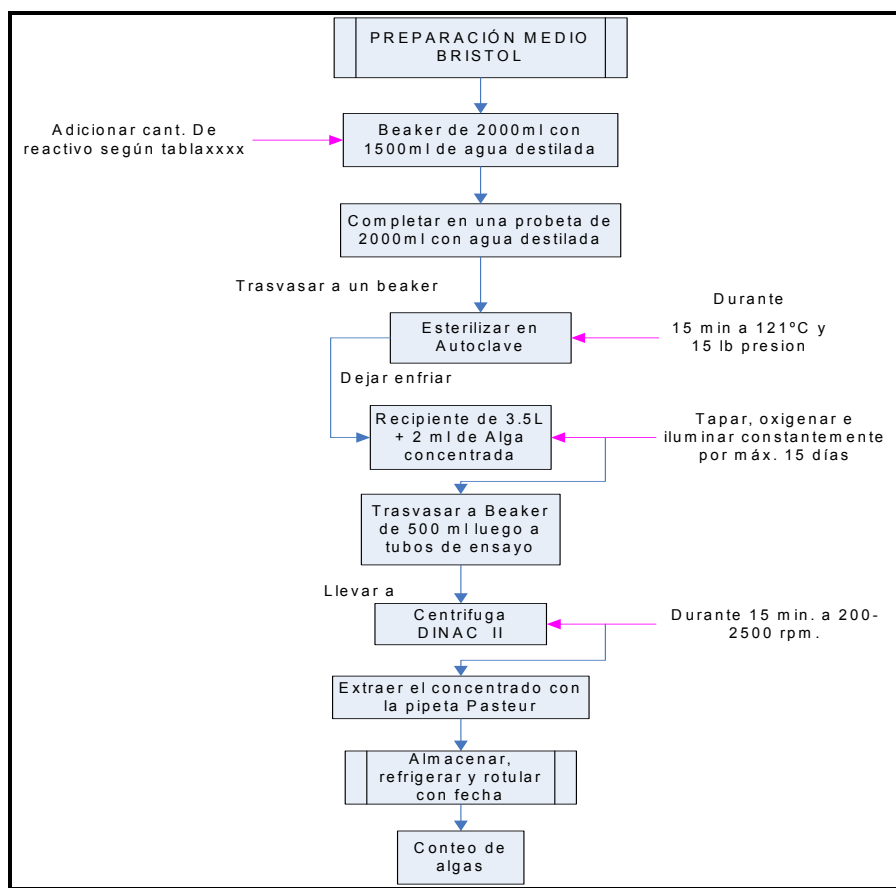 PREPARACIÓN MEDIO
BRISTOL
Adicionar cant. De
reactivo según tablaxxxx
Beaker de 2000ml con
1500ml de agua destilada
Completar en una probeta de
2000ml con agua destilada
Trasvasar a un beaker
Durante
15 min a 121ºC y
15 lb presion
Esterilizar en
Autoclave
Dejar enfriar
Recipiente de 3.5L
+ 2 ml de Alga
concentrada
Tapar, oxigenar e
iluminar constantemente
por máx. 15 días
Trasvasar a Beaker
de 500 ml luego a
tubos de ensayo
Llevar a
Centrifuga
DINAC II
Durante 15 min. a 200-
2500 rpm.
Extraer el concentrado con
la pipeta Pasteur
Almacenar,
refrigerar y rotular
con fecha
Conteo de
algas